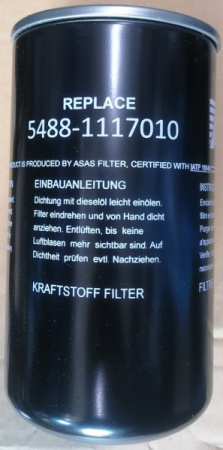 REPLACE
5488-1117010
PRODUCT IS PRODUCED BY ASAS FILTER, CERTIFIED WITH IATF
EINBAUANLEITUNG
Dichtung mit dieselöl leicht einölen.
Filter eindrehen und von Hand dicht
anziehen. Entlüften, bis keine
Luftblasen mehr sichtbar sind. Auf
Dichtheit prüfen evtl. Nachziehen.
KRAFTSTOFF FILTER